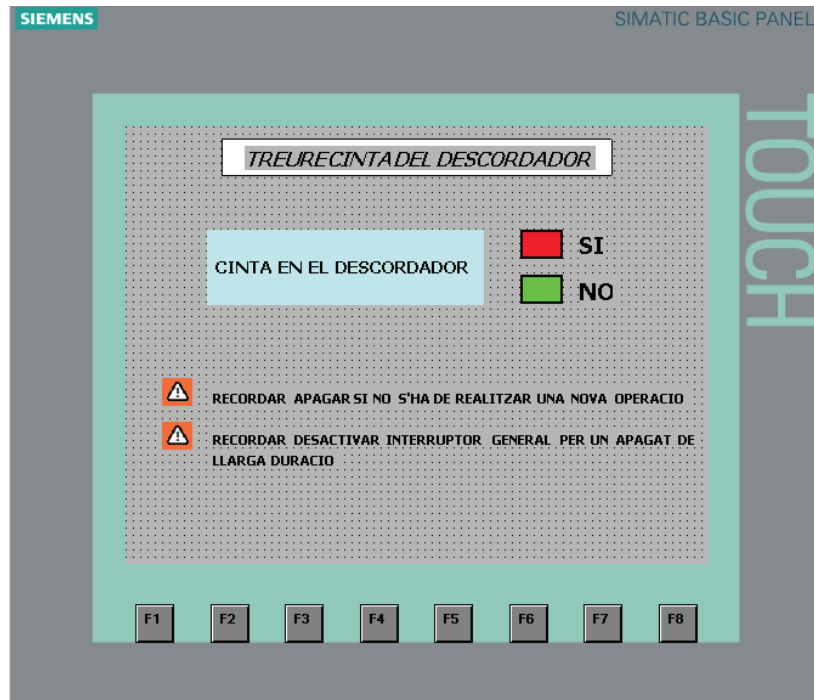 SIEMENS
SIMATIC BASIC PANEL
TOUCH
TREURE CINTA DEL DESCORDADOR
CINTA EN EL DESCORDADOR
SI
NO
RECORDAR APAGAR SI NO S'HA DE REALITZAR UNA NOVA OPERACIO
RECORDAR DESACTIVAR INTERRUPTOR GENERAL PER UN APAGAT DE
LLARGA DURACIO
F1 F2 F3 F4 F5 F6 F7 F8